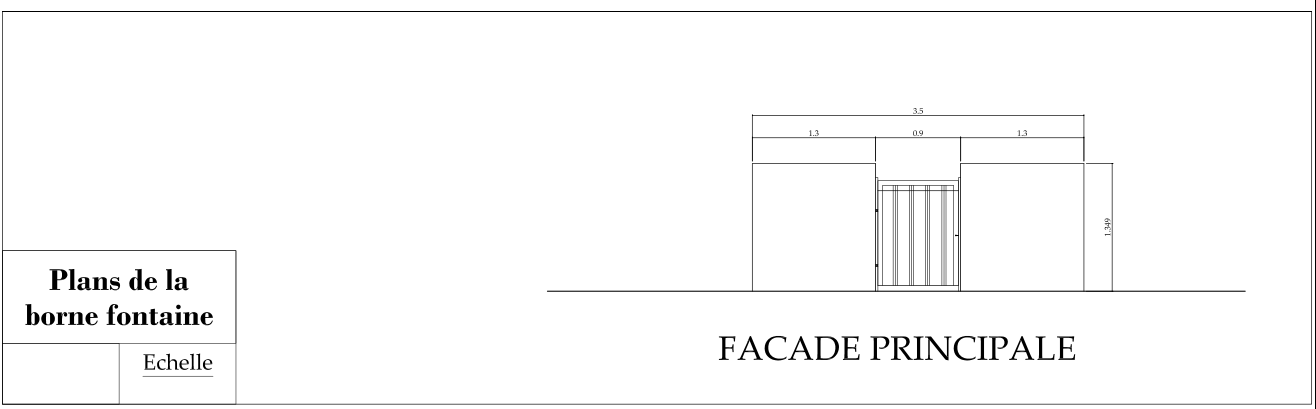 3.5
1.3 0.9 1.3
1.349
Plans de la
borne fontaine
Echelle
FACADE PRINCIPALE